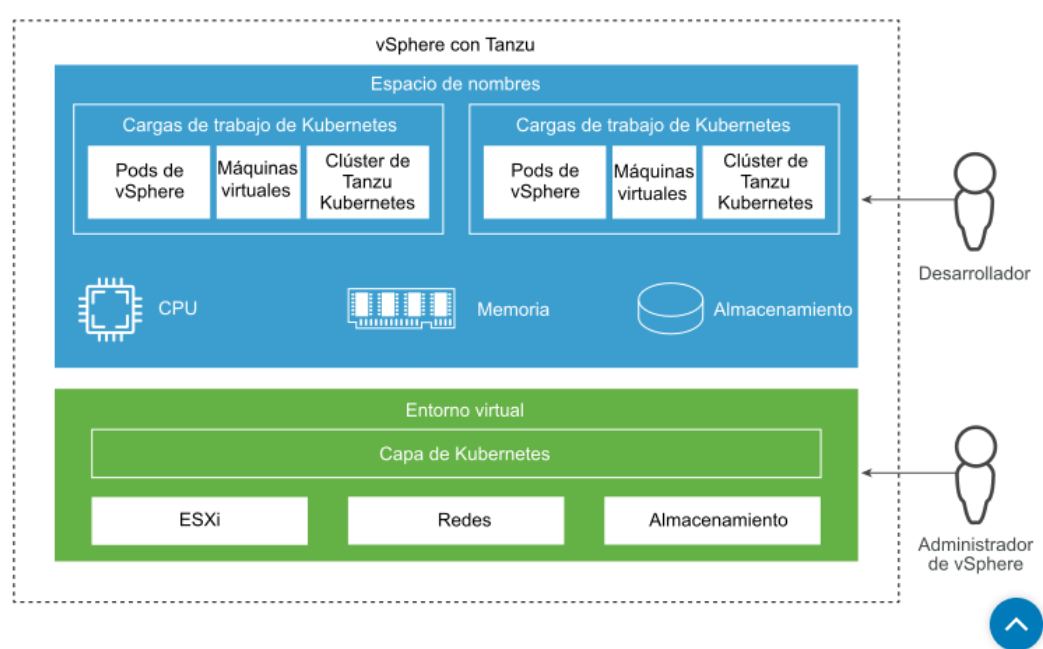 vSphere con Tanzu
Espacio de nombres
Cargas de trabajo de Kubernetes
Pods de
vSphere
Máquinas
virtuales
Clúster de
Tanzu
Kubernetes
Cargas de trabajo de Kubernetes
Pods de
vSphere
Máquinas
virtuales
Clúster de
Tanzu
Kubernetes
CPU
Memoria
Almacenamiento
Desarrollador
Entorno virtual
Capa de Kubernetes
ESXi
Redes
Almacenamiento
Administrador
de vSphere